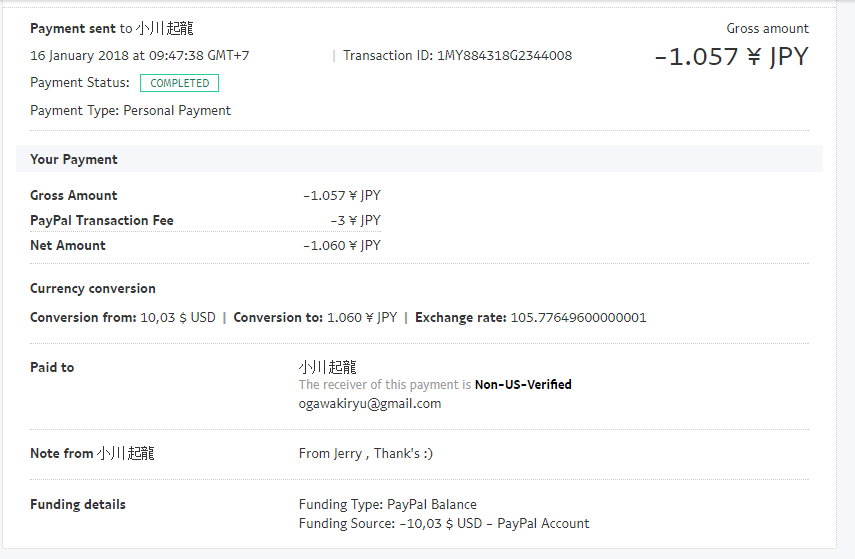 Payment sent to 小川 起龍
Gross amount
16 January 2018 at 09:47:38 GMT+7 | Transaction ID: 1MY884318G2344008
-1.057 ¥ JPY
Payment Status: COMPLETED
Payment Type: Personal Payment
Your Payment
Gross Amount -1.057 ¥ JPY
PayPal Transaction Fee -3 ¥ JPY
Net Amount -1.060 ¥ JPY
Currency conversion
Conversion from: 10,03 $ USD | Conversion to: 1.060 ¥ JPY | Exchange rate: 105.77649600000001
Paid to 小川 起龍
The receiver of this payment is Non-US-Verified
ogawakiryu@gmail.com
Note from 小川 起龍 From Jerry , Thank's :)
Funding details Funding Type: PayPal Balance
Funding Source: -10,03 $ USD - PayPal Account